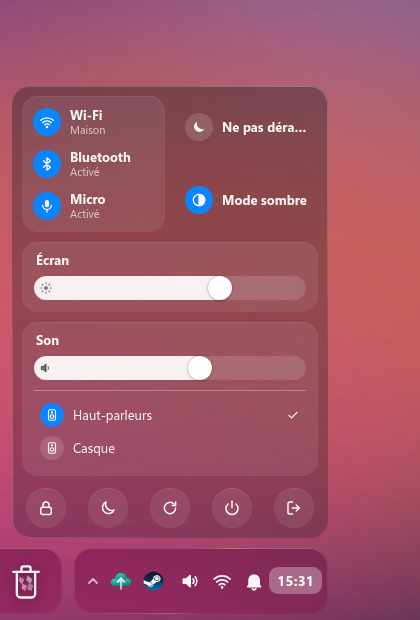 Wi-Fi
Maison
Ne pas déra...
Bluetooth
Activé
Micro
Activé
Mode sombre
Écran
Son
Haut-parleurs
Casque
15:31